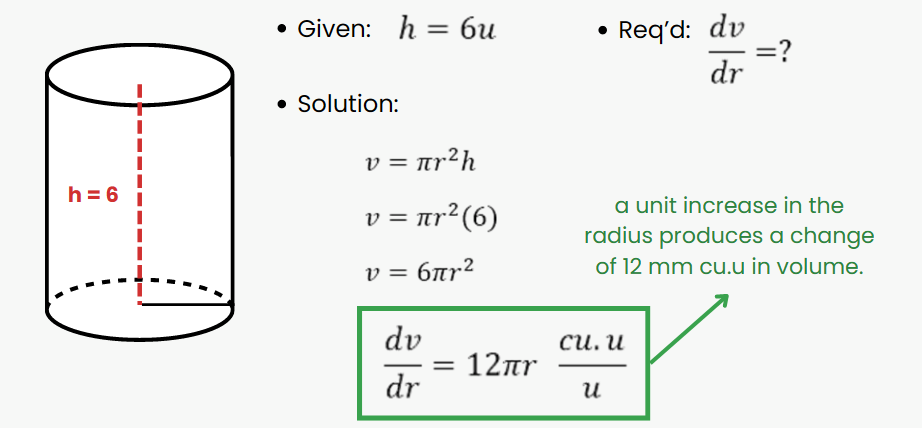 • Given: h = 6u
• Req'd: dv/dr =?
• Solution:
h = 6
v = πr²h
v = πr²(6)
v = 6πr²
dv/dr = 12πr cu. u/u
a unit increase in the
radius produces a change
of 12 mm cu.u in volume.